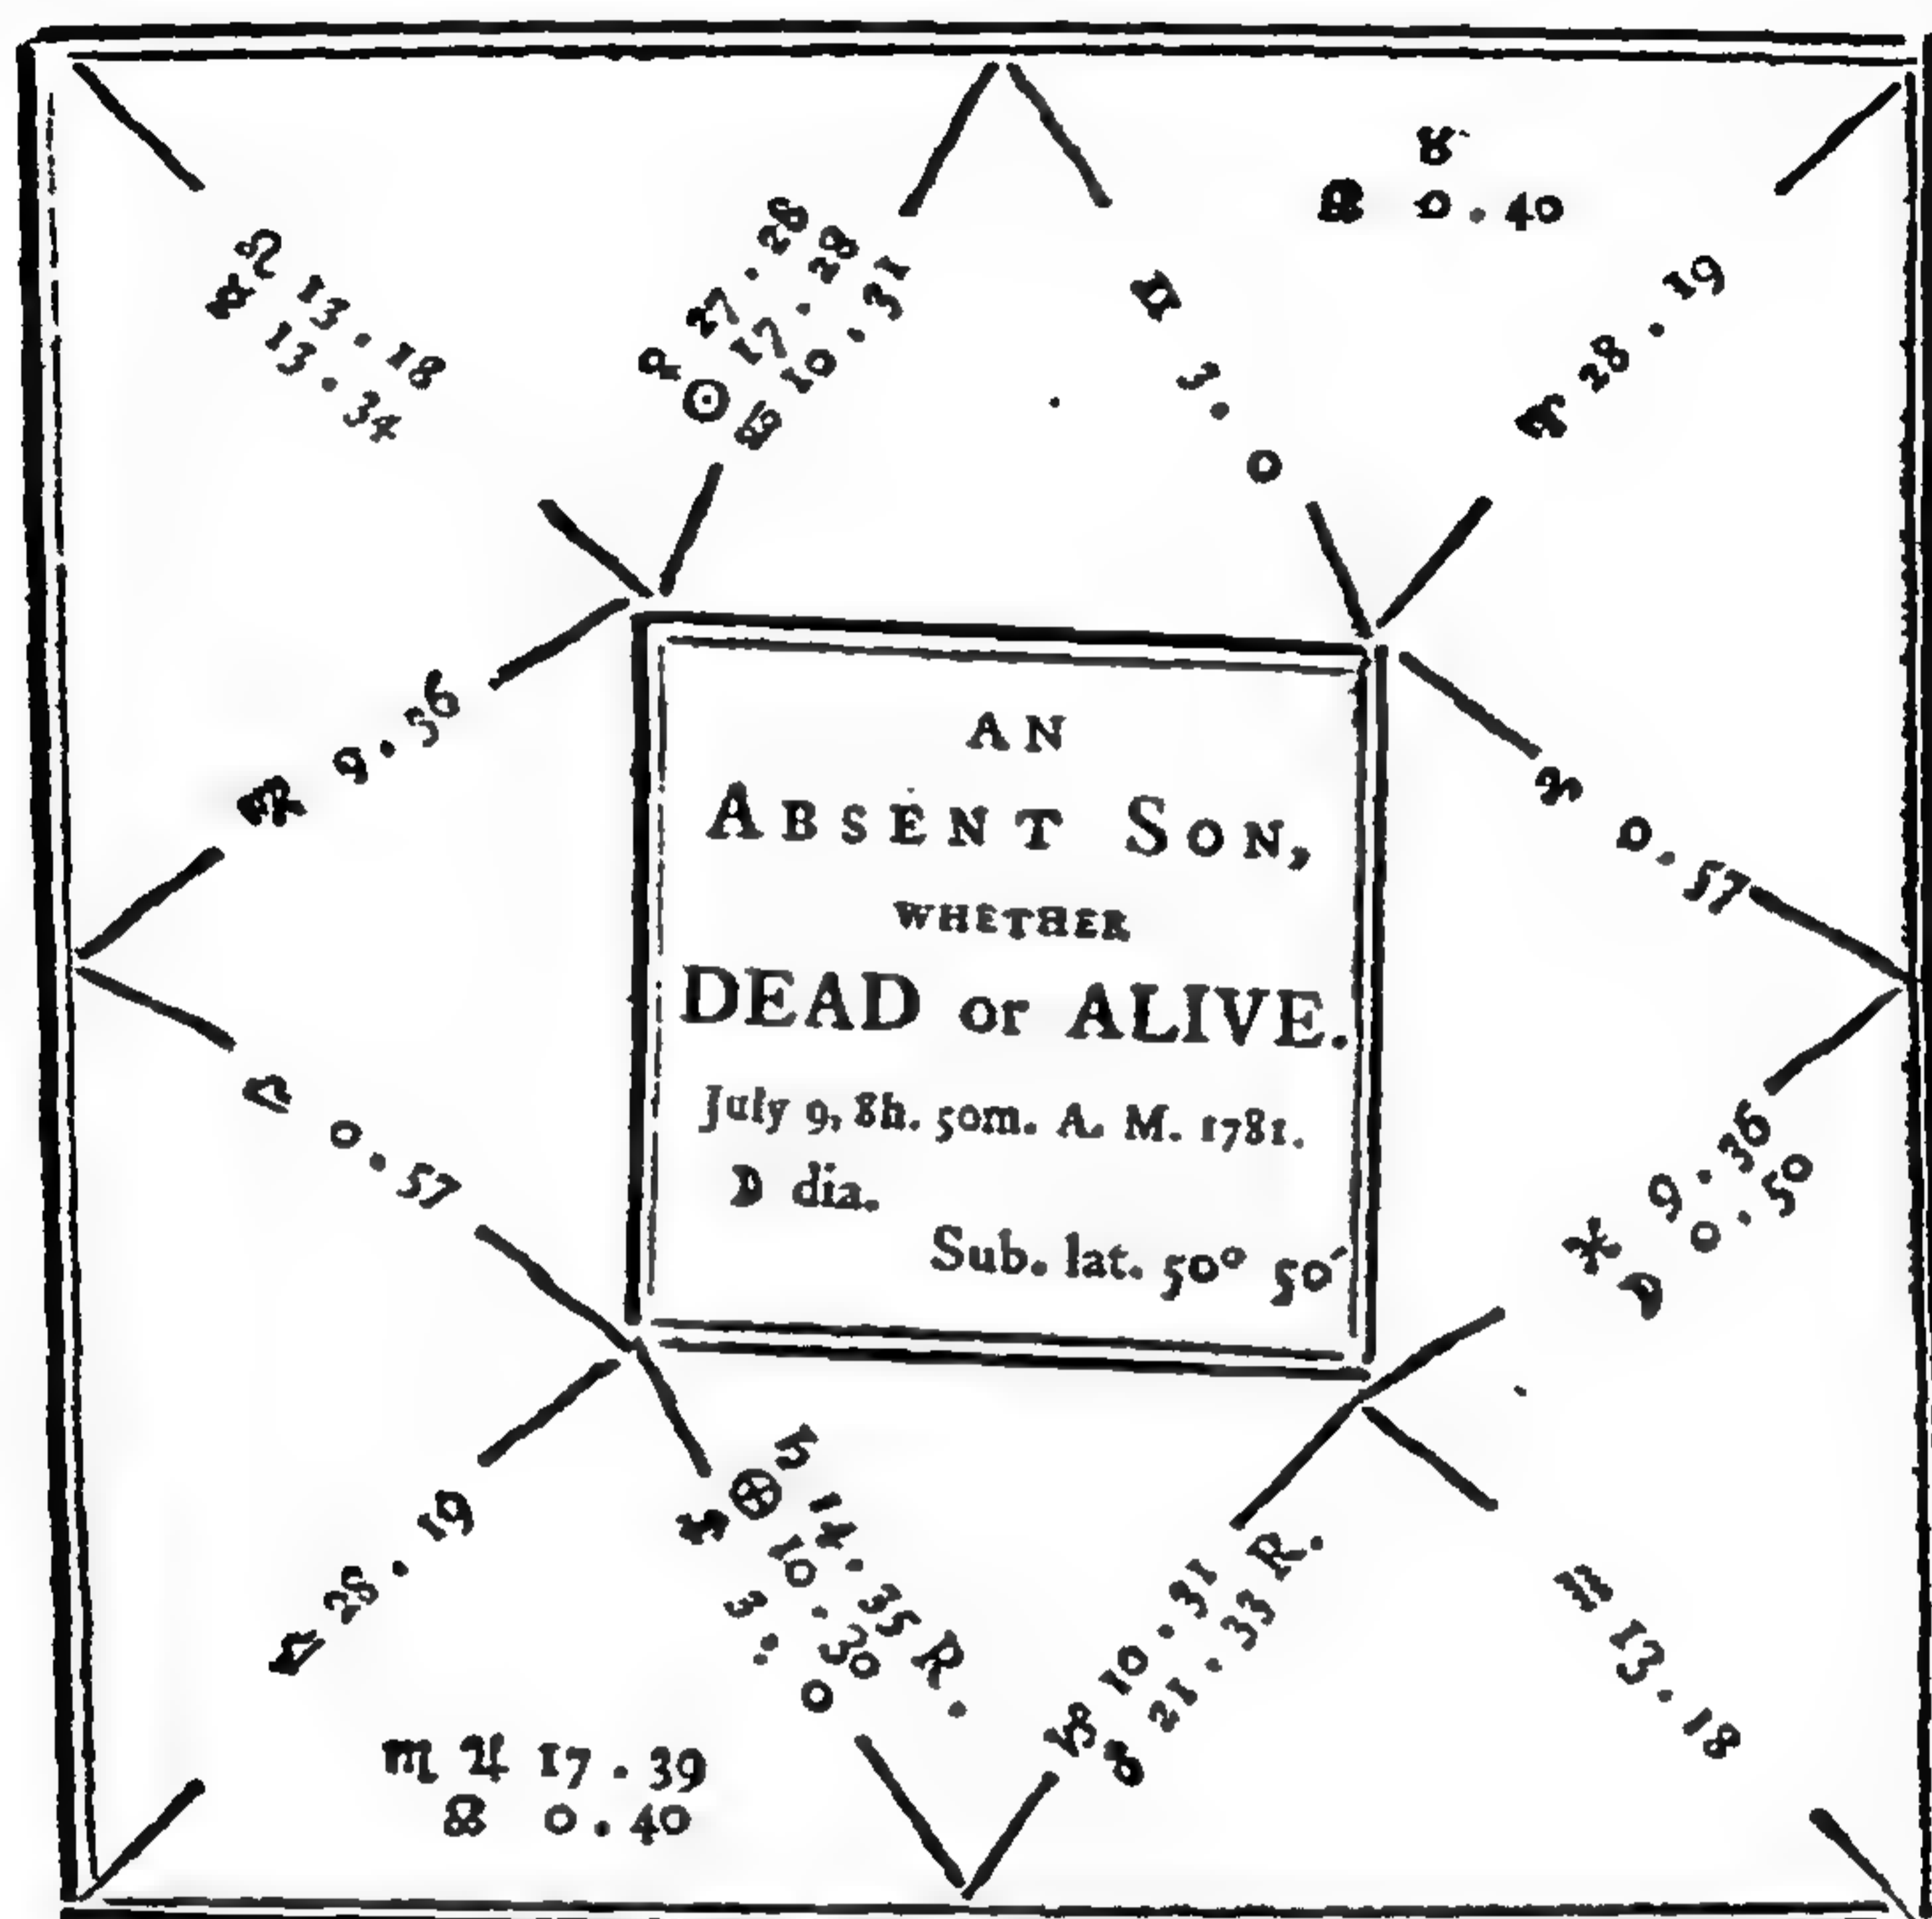 ♉
☊ 0.40
♌ 13.18
☿ 13.34
♀ 27.28
☉ 17.28
♋ 10.31
♊ 3.0
♈ 28.19
♍ 9.56
♓ 0.57
AN
ABSENT SON,
WHETHER
DEAD or ALIVE.
July 9, 8h. 50m. A. M. 1781.
☽ dia.
Sub. lat. 50° 50′
♎ 0.57
9.36
0.50
28.19
♄ 14.35 R.
⊕ 10.30
3.0
♑ 10.31 R.
21.33
♒ 13.18
♏ ♃ 17.39
☋ 0.40